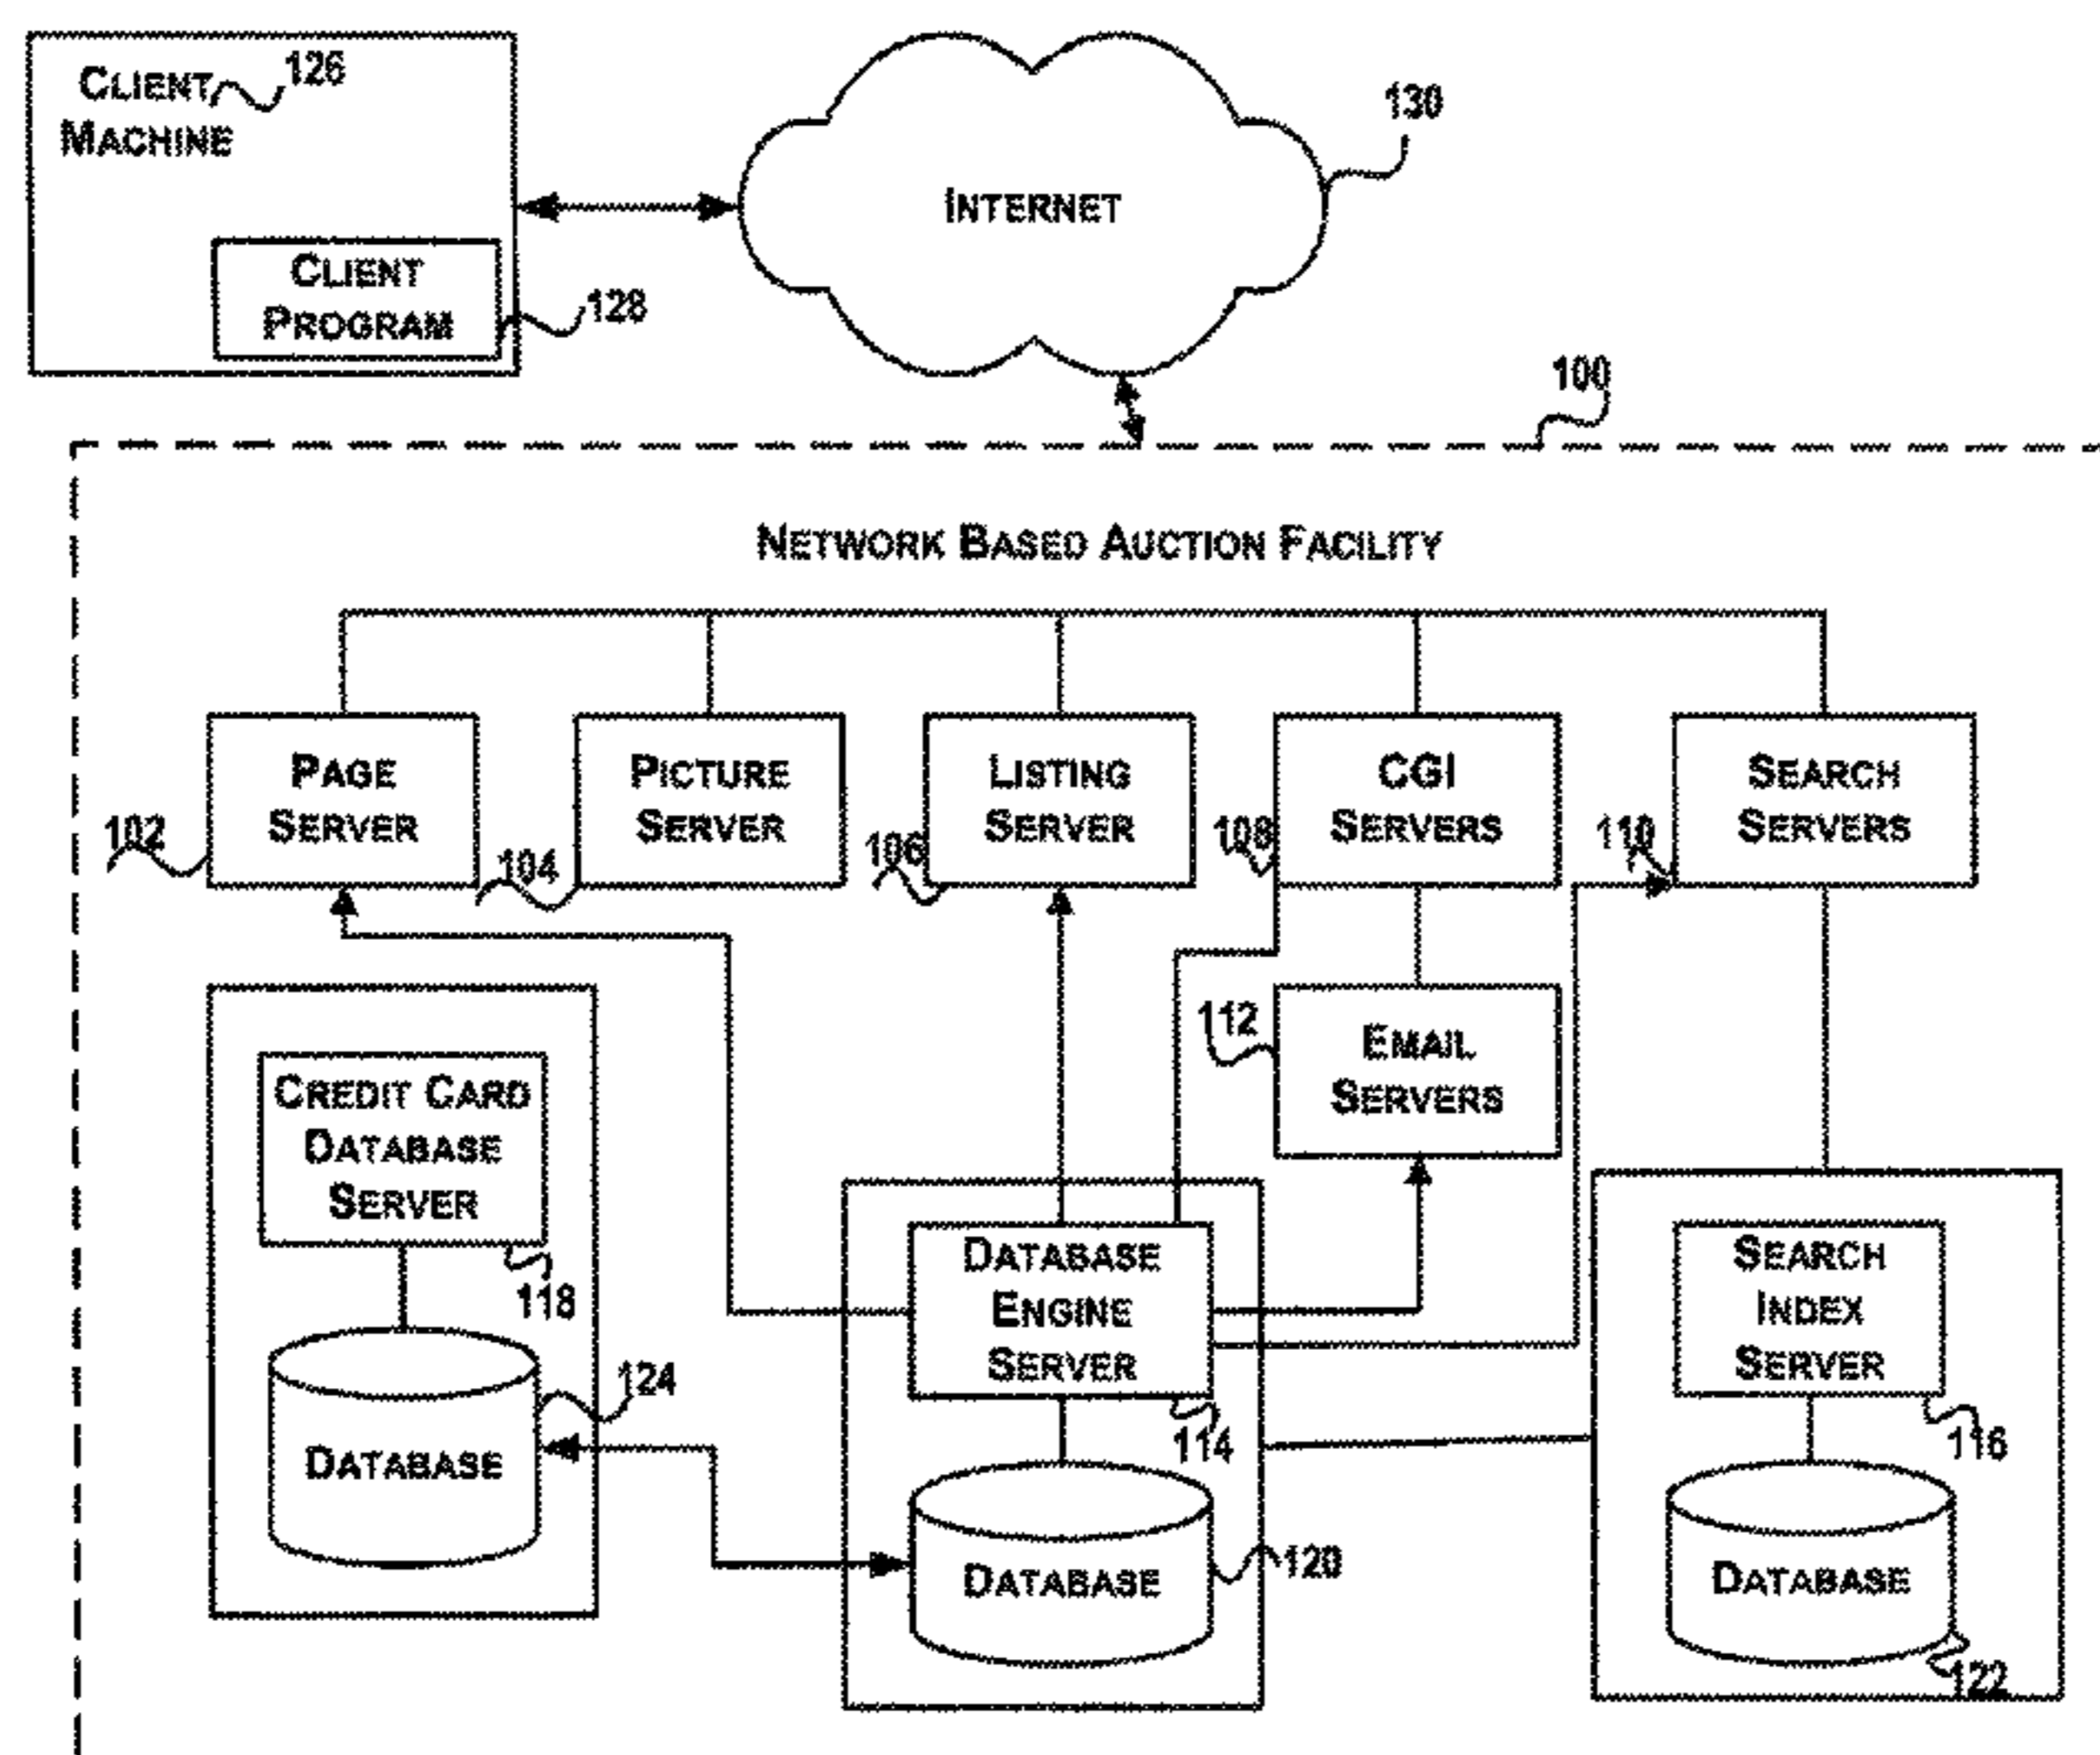 CLIENT 126
MACHINE
CLIENT
PROGRAM
128
INTERNET
130
100
NETWORK BASED AUCTION FACILITY
PAGE
SERVER
102
PICTURE
SERVER
104
LISTING
SERVER
106
CGI
SERVERS
108
SEARCH
SERVERS
110
EMAIL
SERVERS
112
CREDIT CARD
DATABASE
SERVER
118
DATABASE
124
DATABASE
ENGINE
SERVER
114
DATABASE
120
SEARCH
INDEX
SERVER
116
DATABASE
122